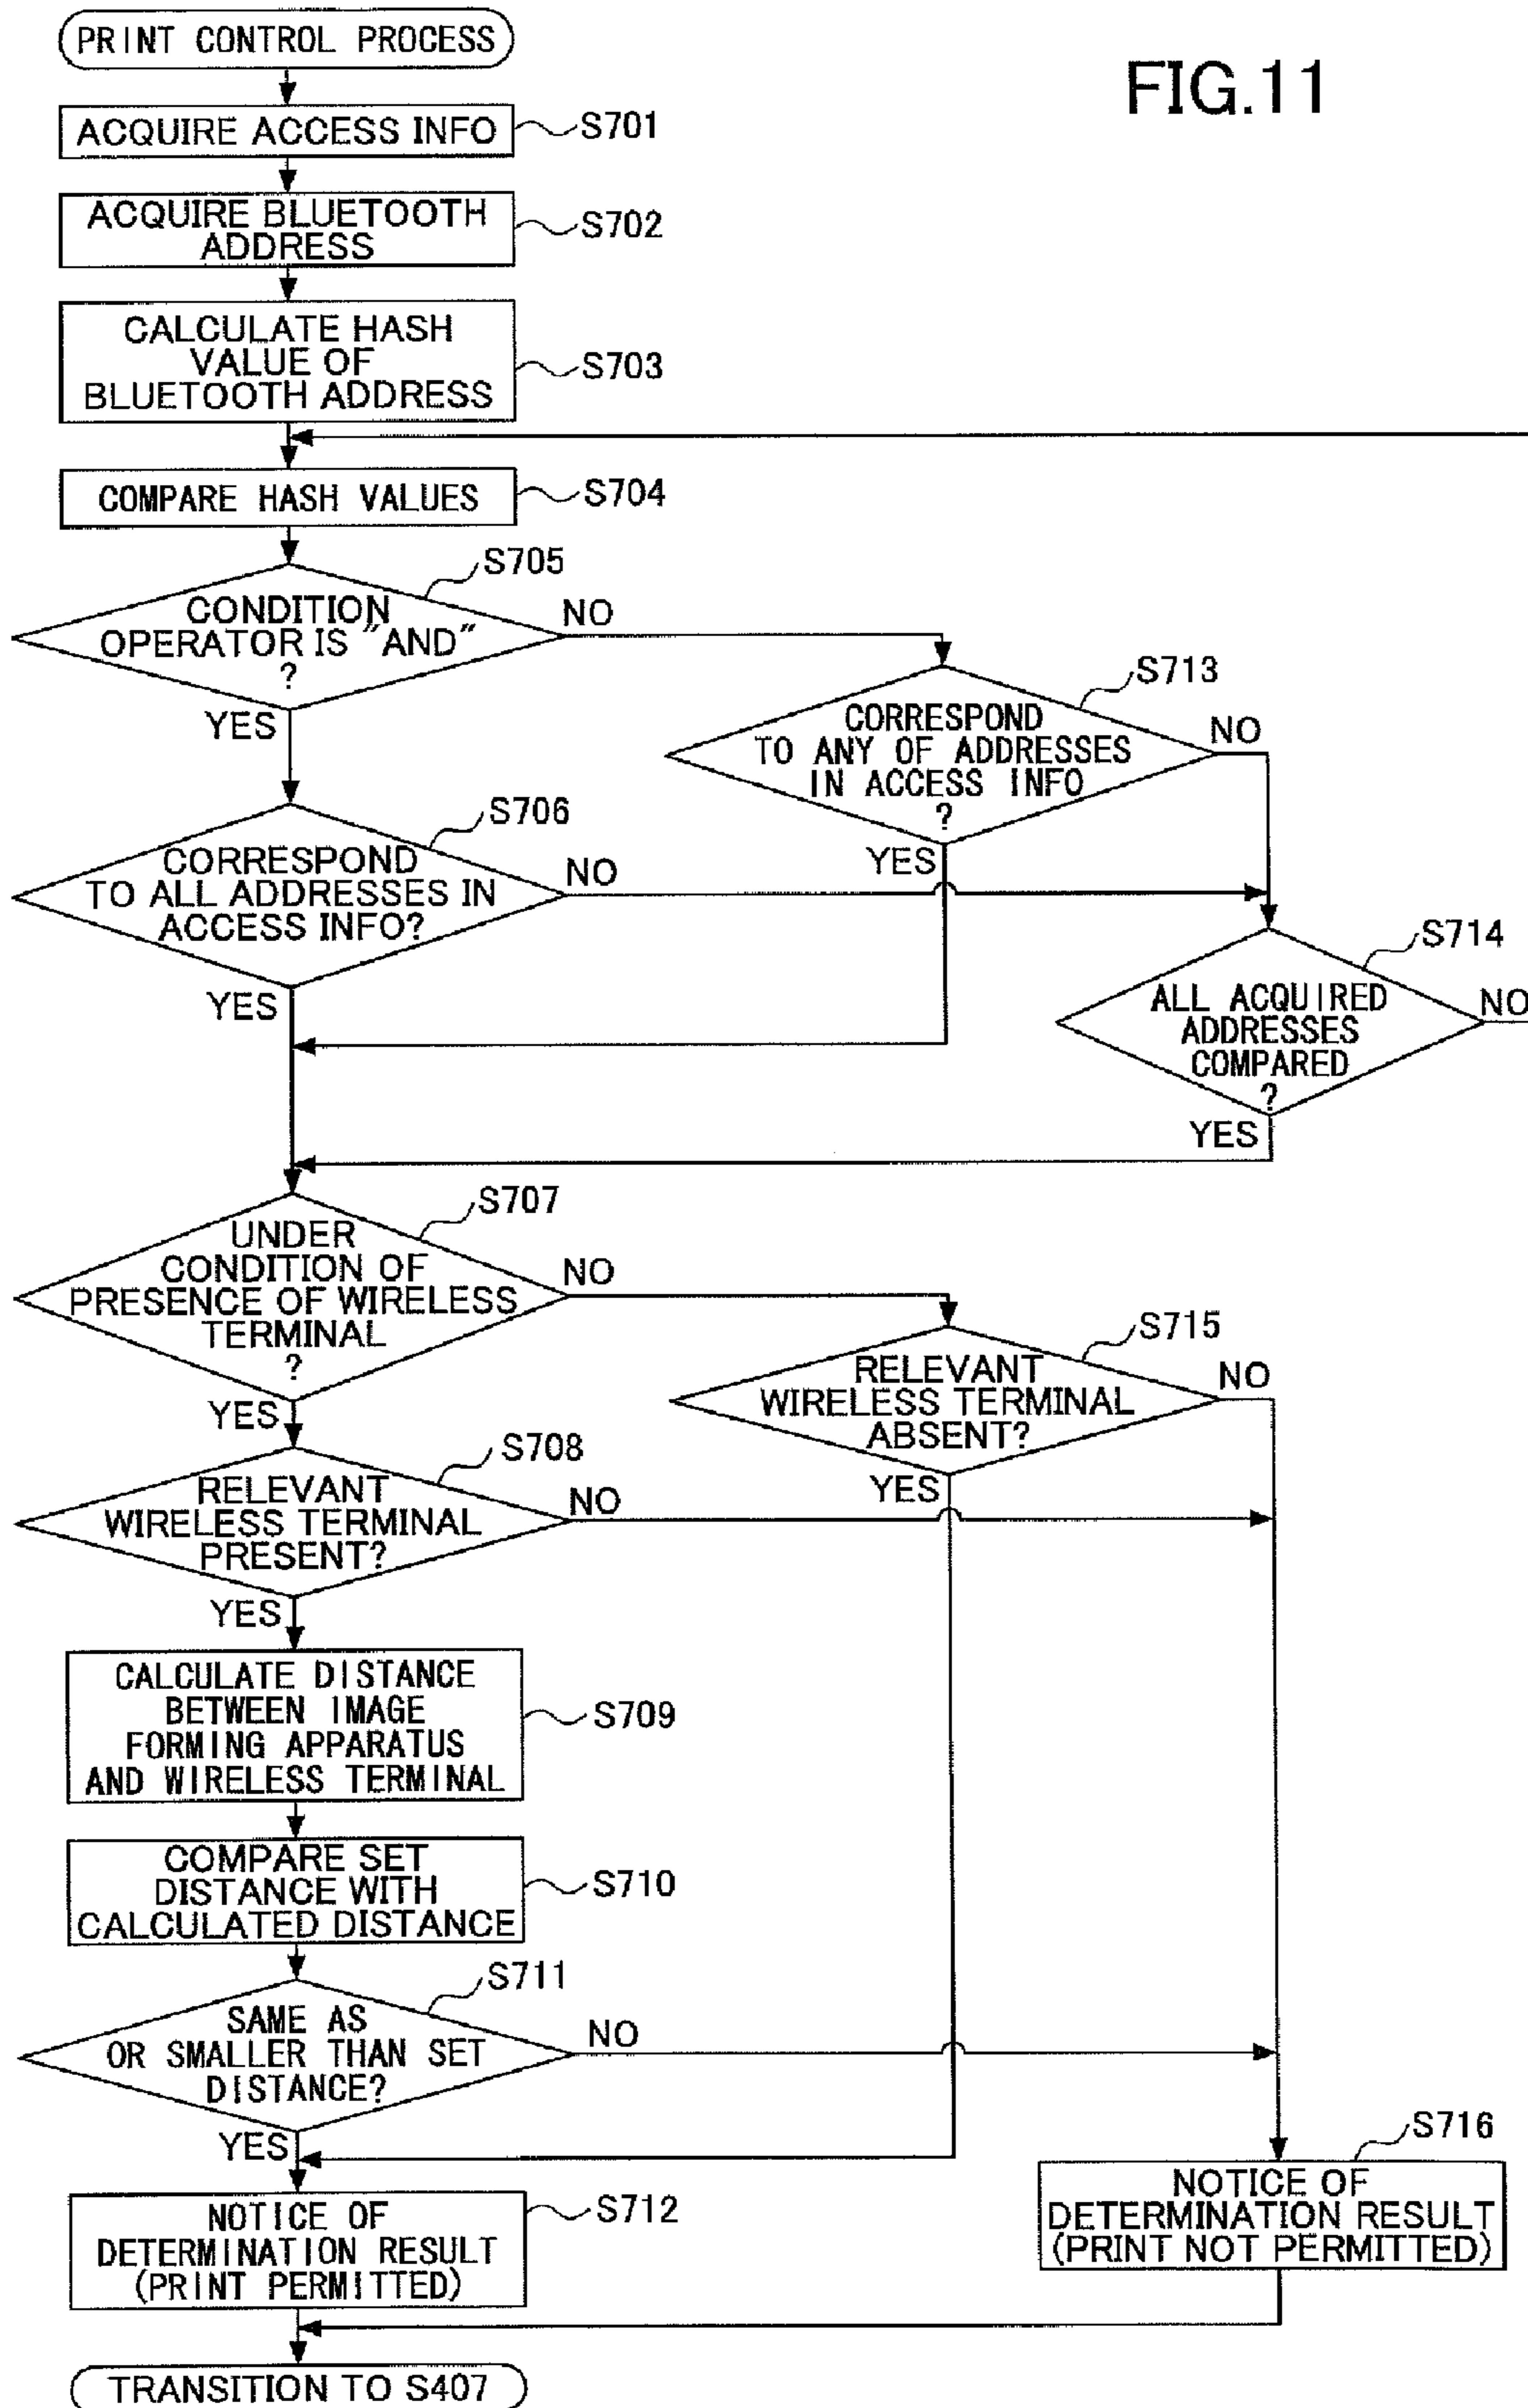 PRINT CONTROL PROCESS
FIG.11
ACQUIRE ACCESS INFO
S701
ACQUIRE BLUETOOTH
ADDRESS
S702
CALCULATE HASH
VALUE OF
BLUETOOTH ADDRESS
S703
COMPARE HASH VALUES
S704
S705
CONDITION
OPERATOR IS "AND"
?
NO
YES
S713
CORRESPOND
TO ANY OF ADDRESSES
IN ACCESS INFO
?
NO
YES
S706
CORRESPOND
TO ALL ADDRESSES IN
ACCESS INFO?
NO
YES
S714
ALL ACQUIRED
ADDRESSES
COMPARED
?
NO
YES
S707
UNDER
CONDITION OF
PRESENCE OF WIRELESS
TERMINAL
?
NO
YES
S715
RELEVANT
WIRELESS TERMINAL
ABSENT?
NO
YES
S708
RELEVANT
WIRELESS TERMINAL
PRESENT?
NO
YES
CALCULATE DISTANCE
BETWEEN IMAGE
FORMING APPARATUS
AND WIRELESS TERMINAL
S709
COMPARE SET
DISTANCE WITH
CALCULATED DISTANCE
S710
S711
SAME AS
OR SMALLER THAN SET
DISTANCE?
NO
YES
NOTICE OF
DETERMINATION RESULT
(PRINT PERMITTED)
S712
S716
NOTICE OF
DETERMINATION RESULT
(PRINT NOT PERMITTED)
TRANSITION TO S407